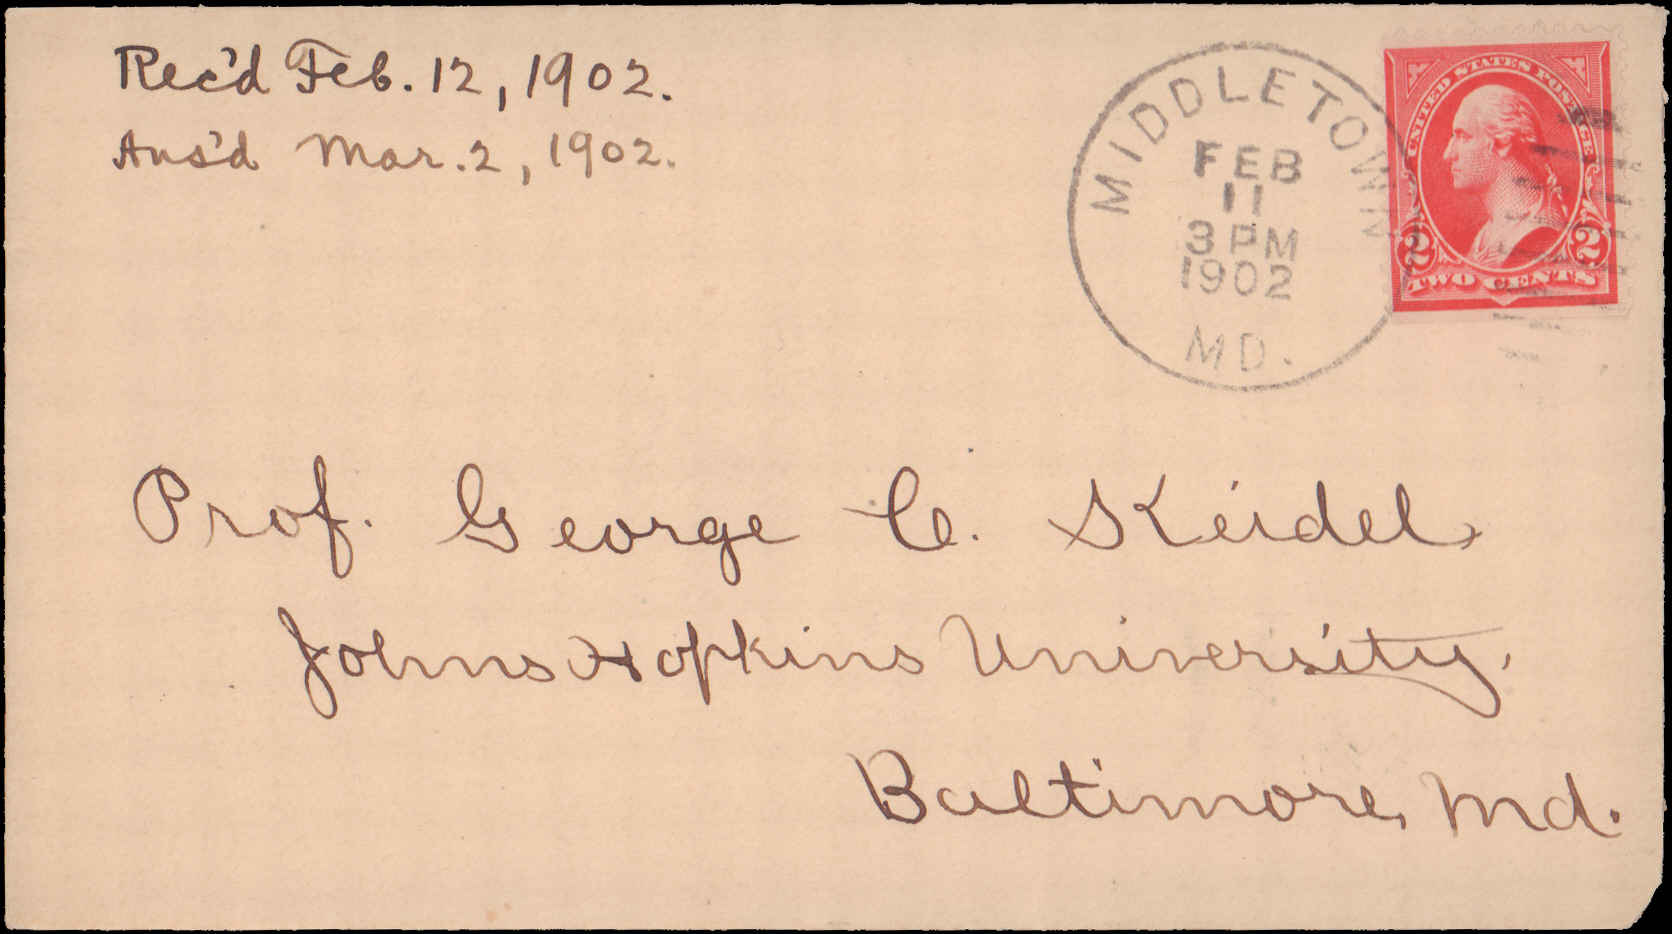 Rec'd Feb. 12, 1902.
Ans'd Mar. 2, 1902.
MIDDLETOWN
FEB
11
3 PM
1902
MD.
UNITED STATES POSTAGE
2 2
TWO CENTS
Prof. George C. Keidel,
Johns Hopkins University,
Baltimore, Md.